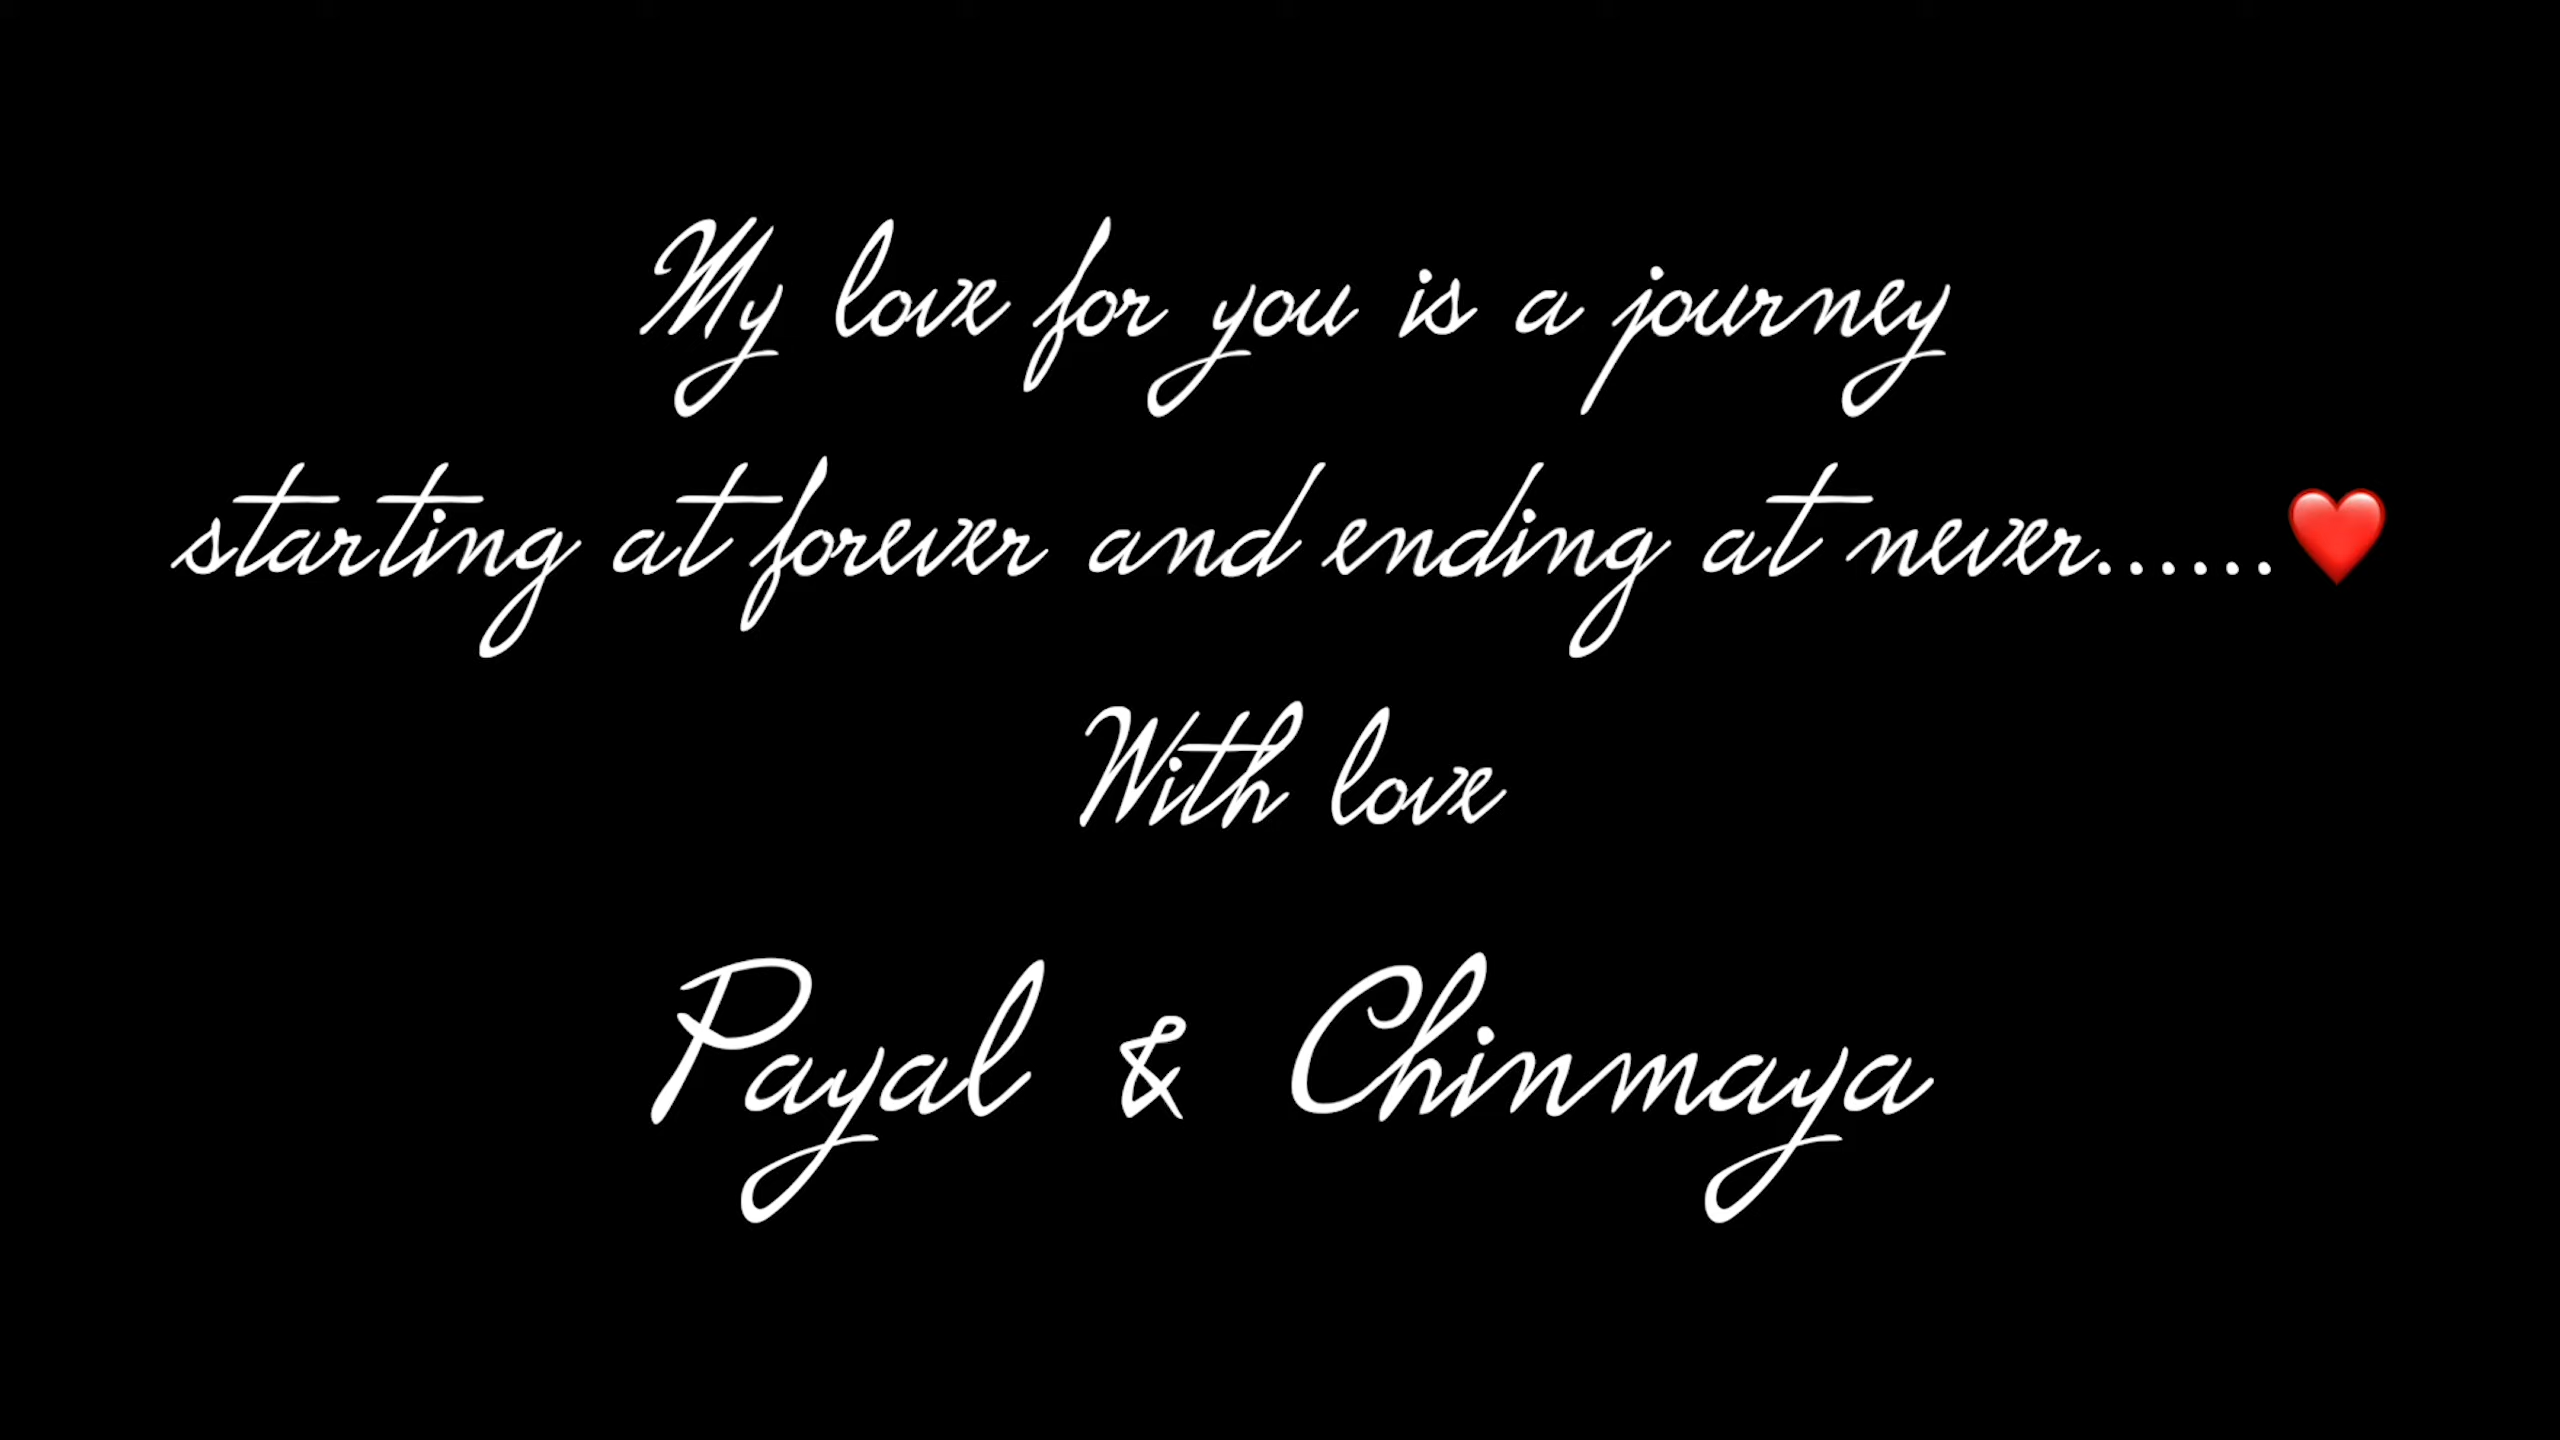 My love for you is a journey
starting at forever and ending at never......❤️
With love
Payal & Chinmaya